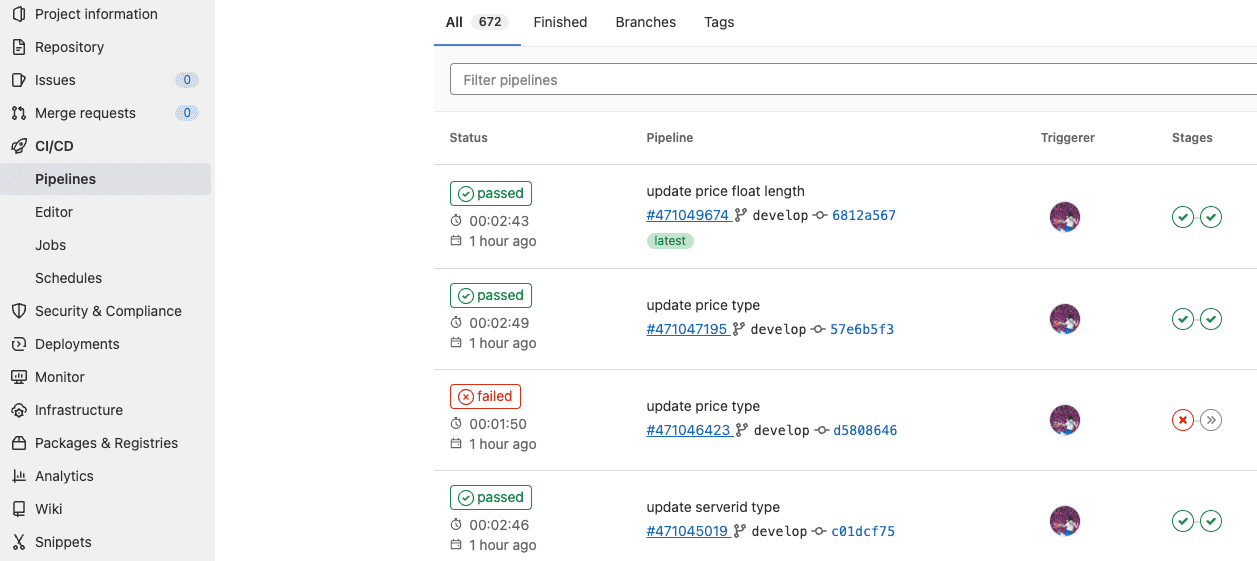 Project information
Repository
Issues 0
Merge requests 0
CI/CD
Pipelines
Editor
Jobs
Schedules
Security & Compliance
Deployments
Monitor
Infrastructure
Packages & Registries
Analytics
Wiki
Snippets
All 672 Finished Branches Tags
Filter pipelines
Status Pipeline Triggerer Stages
passed
00:02:43
1 hour ago
update price float length
#471049674 develop 6812a567
latest
passed
00:02:49
1 hour ago
update price type
#471047195 develop 57e6b5f3
failed
00:01:50
1 hour ago
update price type
#471046423 develop d5808646
passed
00:02:46
1 hour ago
update serverid type
#471045019 develop c01dcf75